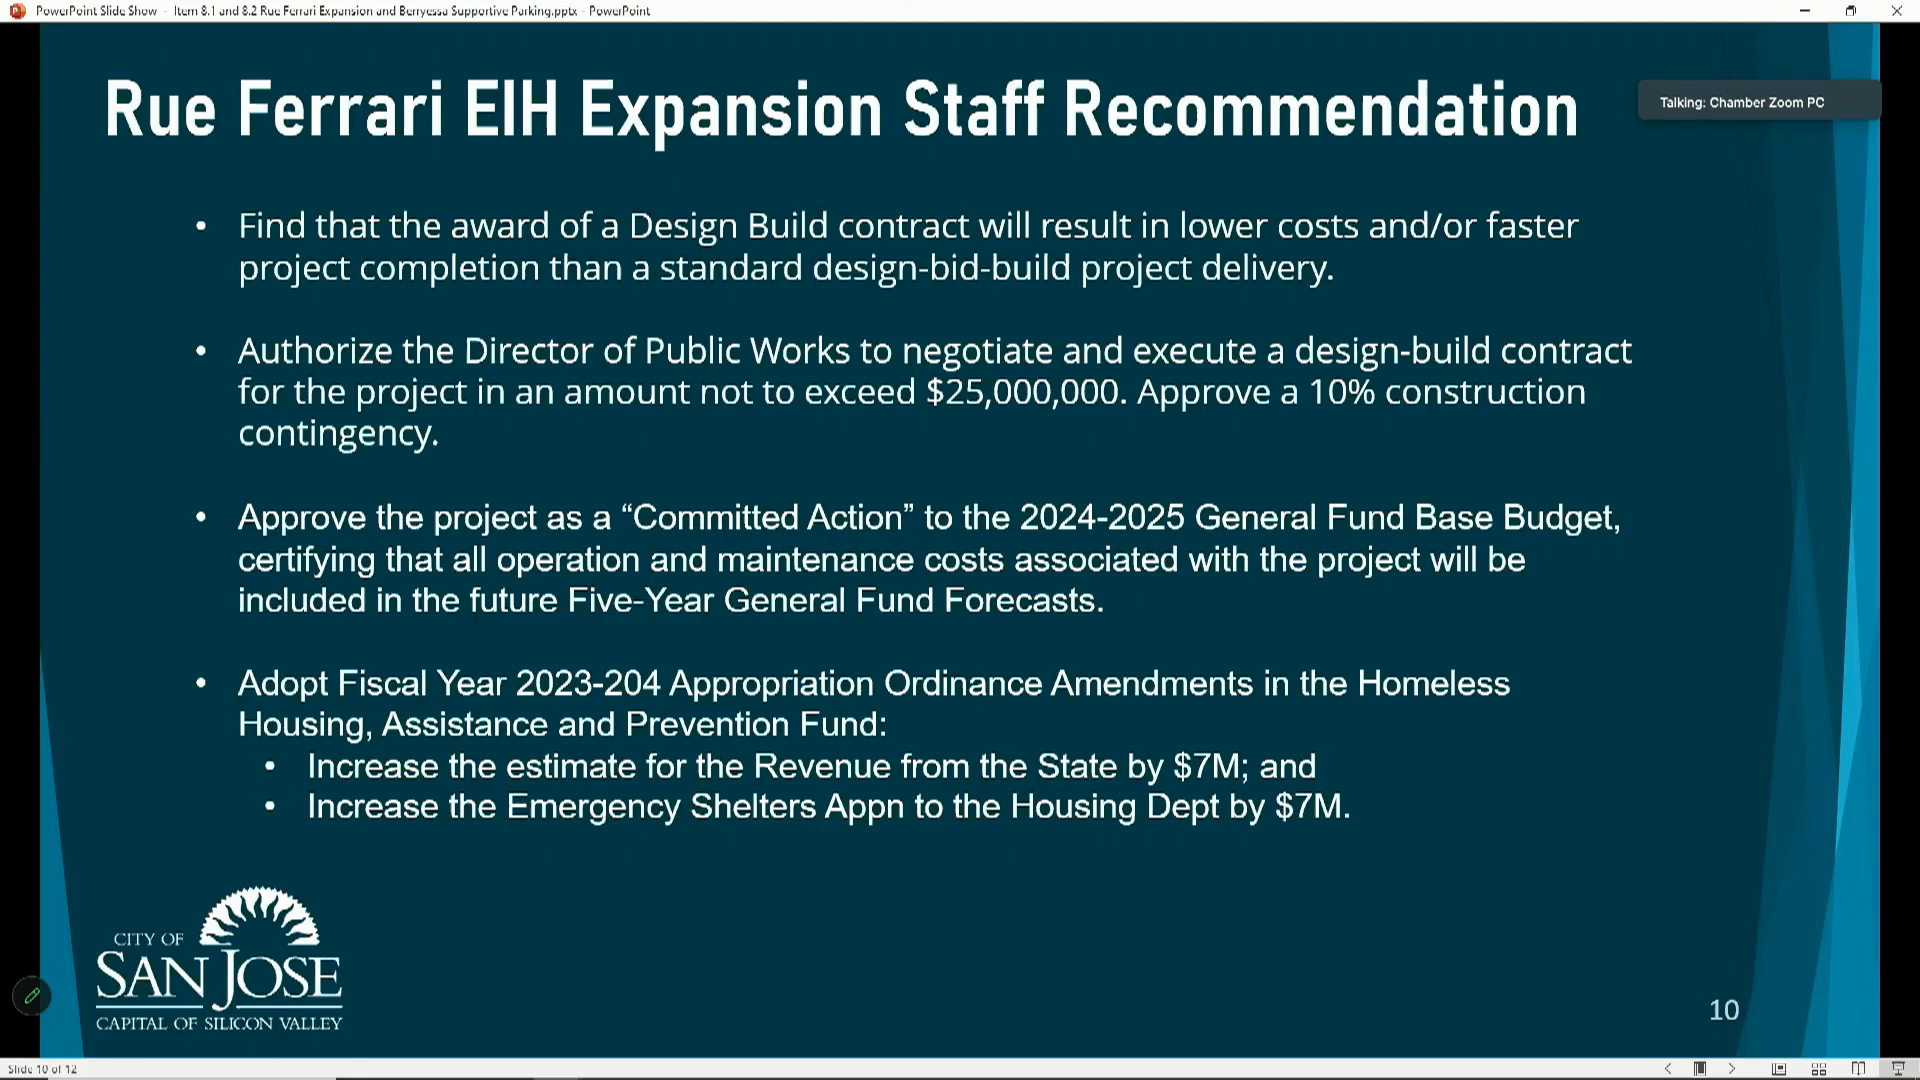 PowerPoint Slide Show - Item 8.1 and 8.2 Rue Ferrari Expansion and Berryessa Supportive Parking.pptx - PowerPoint
Rue Ferrari EIH Expansion Staff Recommendation
Talking: Chamber Zoom PC
• Find that the award of a Design Build contract will result in lower costs and/or faster
project completion than a standard design-bid-build project delivery.
• Authorize the Director of Public Works to negotiate and execute a design-build contract
for the project in an amount not to exceed $25,000,000. Approve a 10% construction
contingency.
• Approve the project as a “Committed Action” to the 2024-2025 General Fund Base Budget,
certifying that all operation and maintenance costs associated with the project will be
included in the future Five-Year General Fund Forecasts.
• Adopt Fiscal Year 2023-204 Appropriation Ordinance Amendments in the Homeless
Housing, Assistance and Prevention Fund:
• Increase the estimate for the Revenue from the State by $7M; and
• Increase the Emergency Shelters Appn to the Housing Dept by $7M.
CITY OF
SAN JOSE
CAPITAL OF SILICON VALLEY
10
Slide 10 of 12